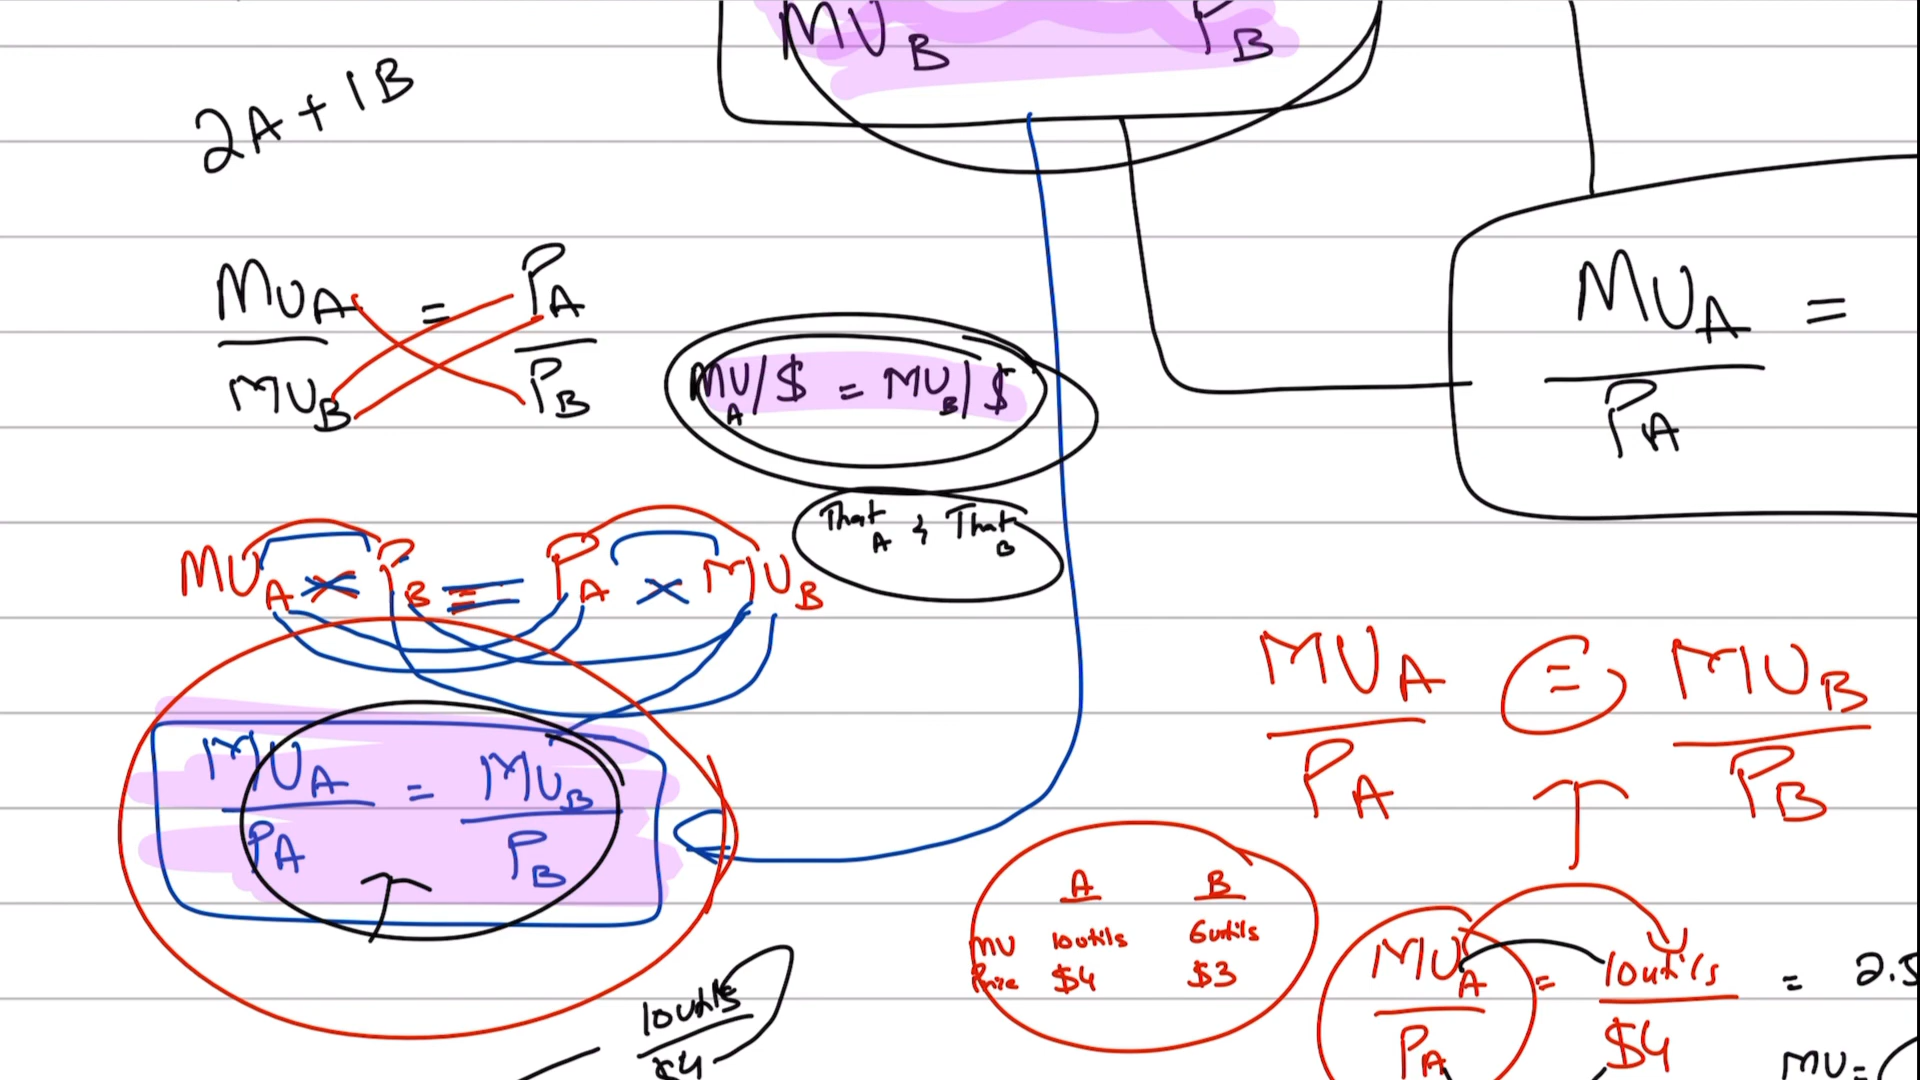 MU_B P_B
2A + 1B
MU_A = P_A
MU_B P_B
MU_A/$ = MU_B/$
MU_A =
P_A
That_A & That_B
MU_A × P_B = P_A × MU_B
MU_A = MU_B
P_A P_B
MU_A = MU_B
P_A P_B
A B
MU 10utils 6utils
Price $4 $3
MU_A = 10utils = 2.5
P_A $4
10utils
$4
MU =